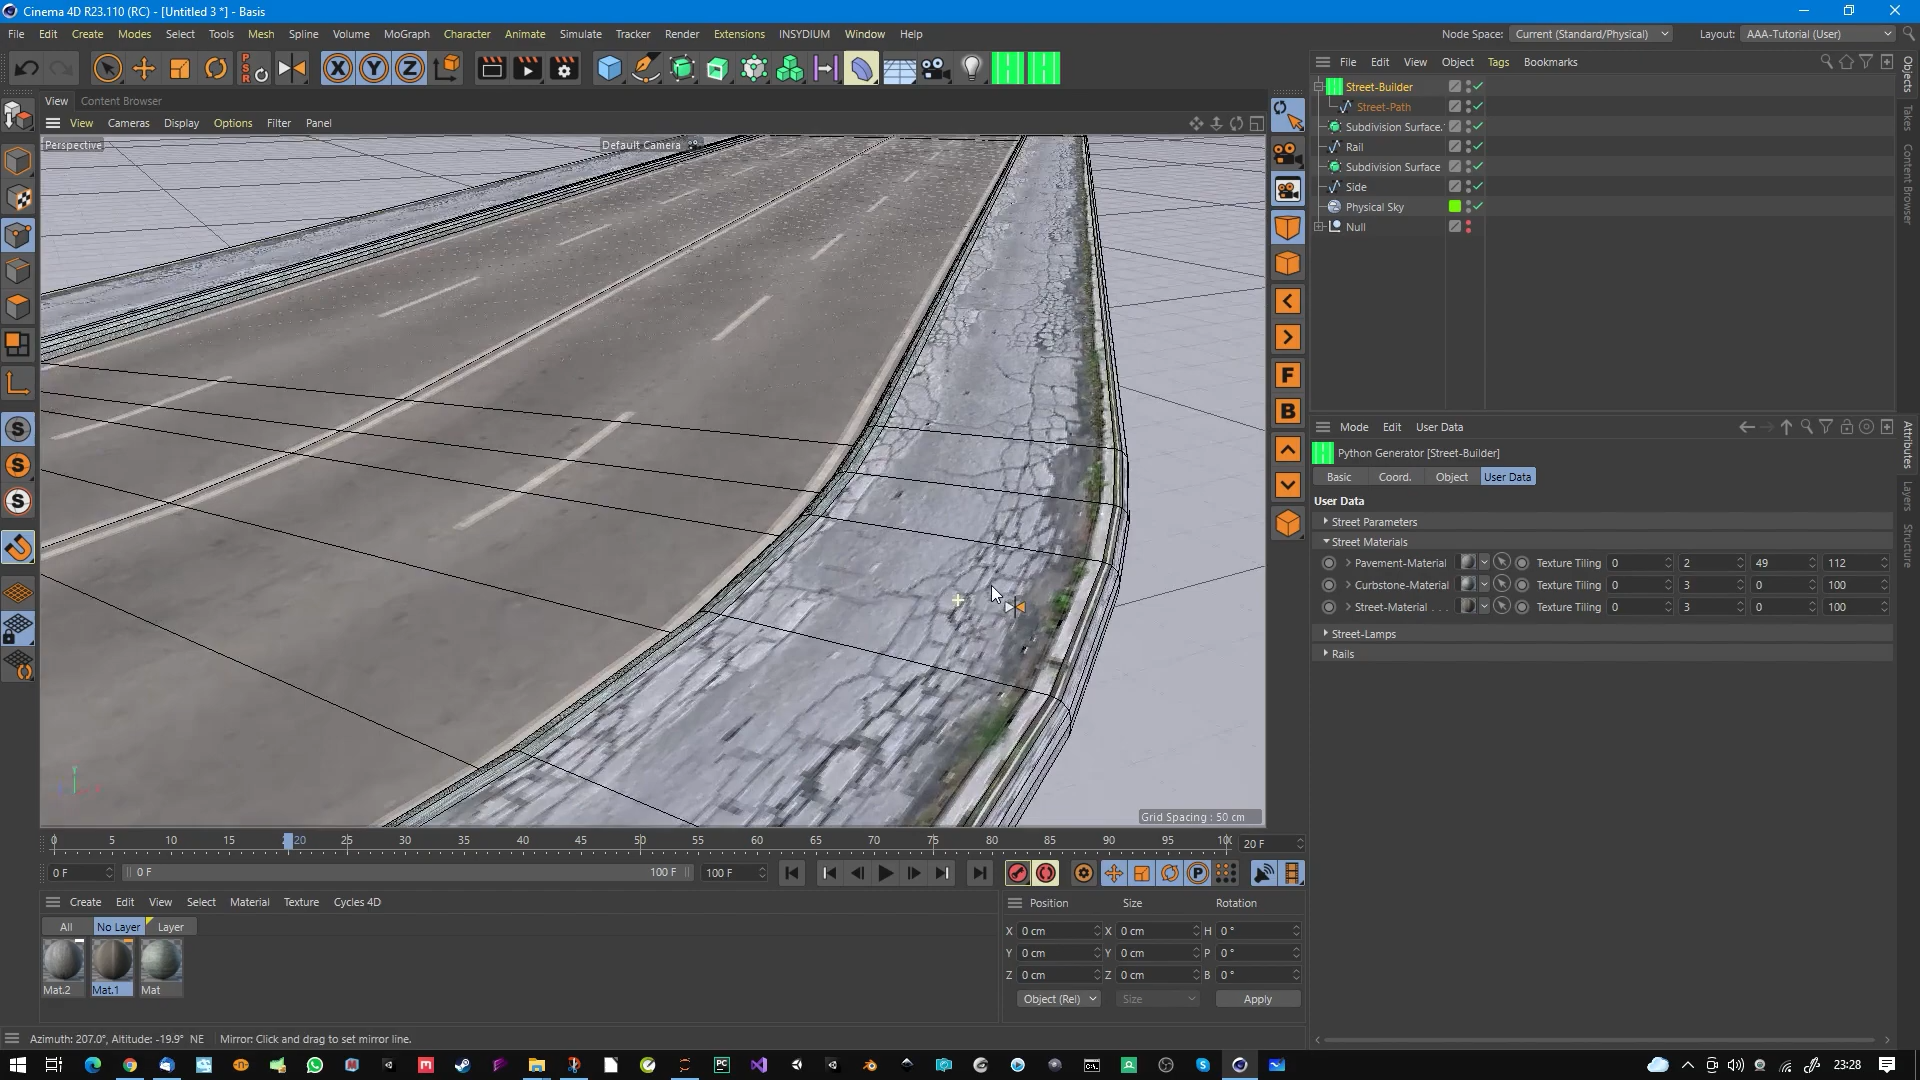 Cinema 4D R23.110 (RC) - [Untitled 3 *] - Basis
File Edit Create Modes Select Tools Mesh Spline Volume MoGraph Character Animate Simulate Tracker Render Extensions INSYDIUM Window Help
Node Space: Current (Standard/Physical) Layout: AAA-Tutorial (User)
File Edit View Object Tags Bookmarks
View Content Browser
View Cameras Display Options Filter Panel
Perspective
Default Camera
Street-Builder
Street-Path
Subdivision Surface.
Rail
Subdivision Surface
Side
Physical Sky
Null
Objects
Takes
Content Browser
Attributes
Layers
Structure
Mode Edit User Data
Python Generator [Street-Builder]
Basic Coord. Object User Data
User Data
Street Parameters
Street Materials
Pavement-Material Texture Tiling 0 2 49 112
Curbstone-Material Texture Tiling 0 3 0 100
Street-Material . . . Texture Tiling 0 3 0 100
Street-Lamps
Rails
Grid Spacing : 50 cm
0 5 10 15 20 25 30 35 40 45 50 55 60 65 70 75 80 85 90 95 10
20 F
0 F 0 F 100 F 100 F
Create Edit View Select Material Texture Cycles 4D
All No Layer Layer
Mat.2 Mat.1 Mat
Position Size Rotation
X 0 cm X 0 cm H 0 °
Y 0 cm Y 0 cm P 0 °
Z 0 cm Z 0 cm B 0 °
Object (Rel) Size Apply
Azimuth: 207.0°, Altitude: -19.9° NE Mirror: Click and drag to set mirror line.
23:28